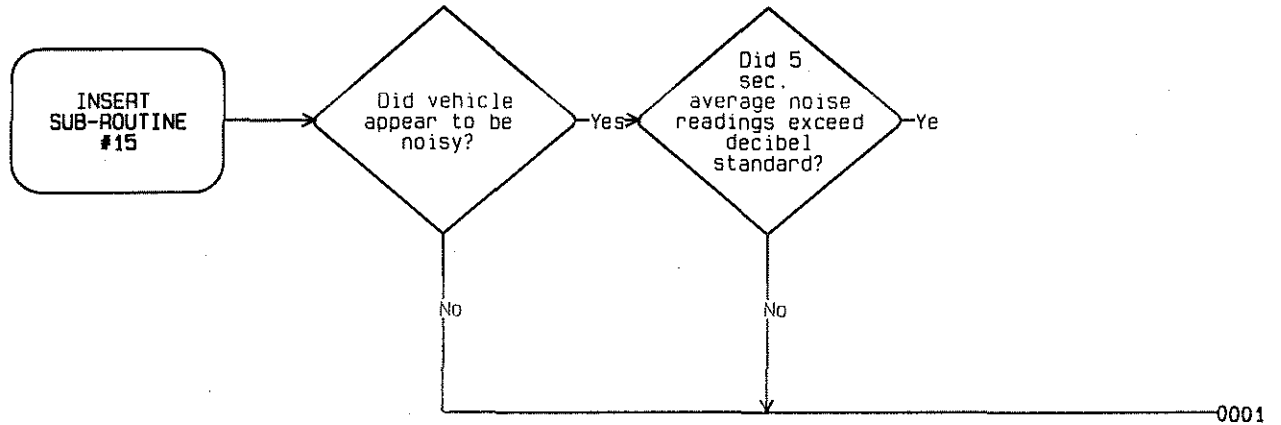 INSERT
SUB-ROUTINE
#15
Did vehicle
appear to be
noisy?
Yes
Did 5
sec.
average noise
readings exceed
decibel
standard?
Ye
No
No
0001